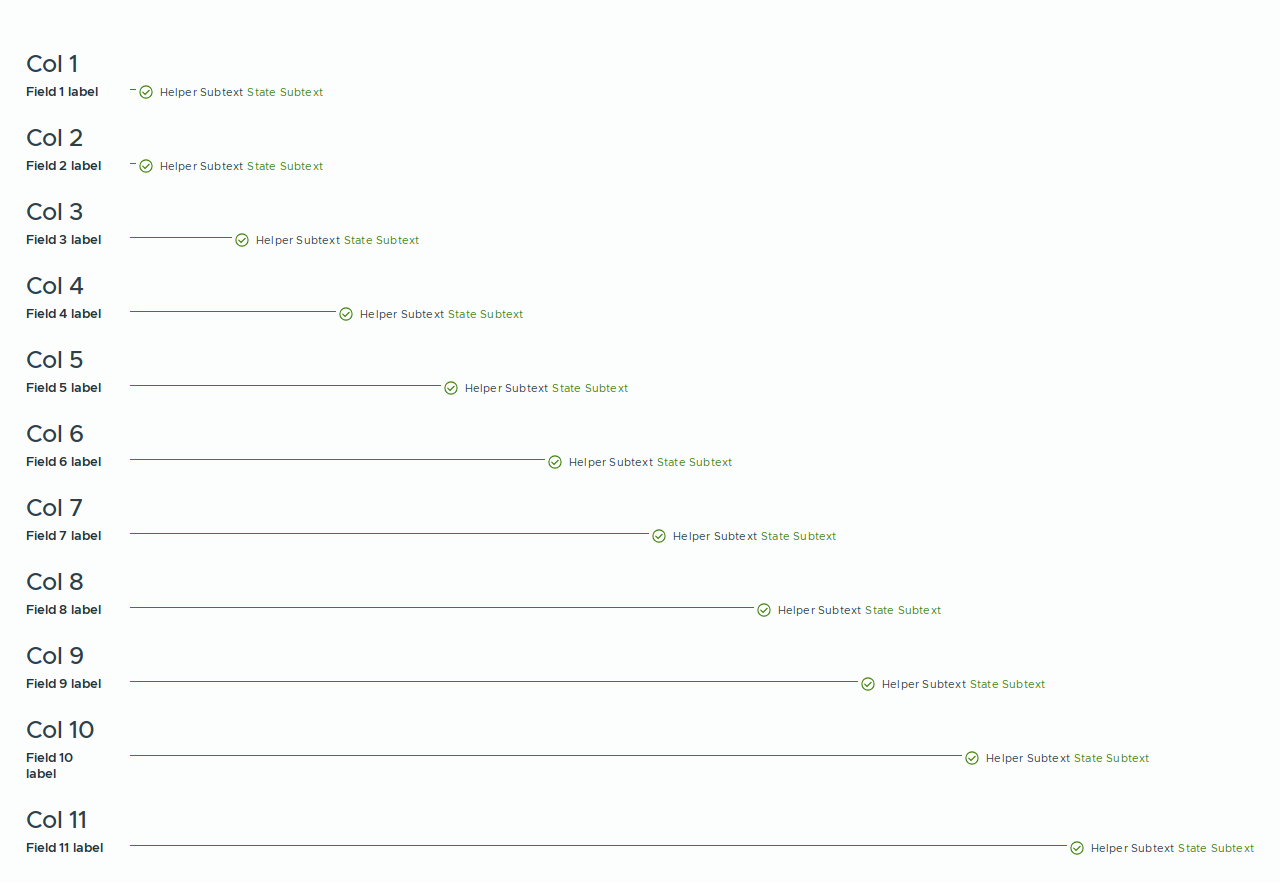 Col 1
Field 1 label Helper Subtext State Subtext
Col 2
Field 2 label Helper Subtext State Subtext
Col 3
Field 3 label Helper Subtext State Subtext
Col 4
Field 4 label Helper Subtext State Subtext
Col 5
Field 5 label Helper Subtext State Subtext
Col 6
Field 6 label Helper Subtext State Subtext
Col 7
Field 7 label Helper Subtext State Subtext
Col 8
Field 8 label Helper Subtext State Subtext
Col 9
Field 9 label Helper Subtext State Subtext
Col 10
Field 10 Helper Subtext State Subtext
label
Col 11
Field 11 label Helper Subtext State Subtext